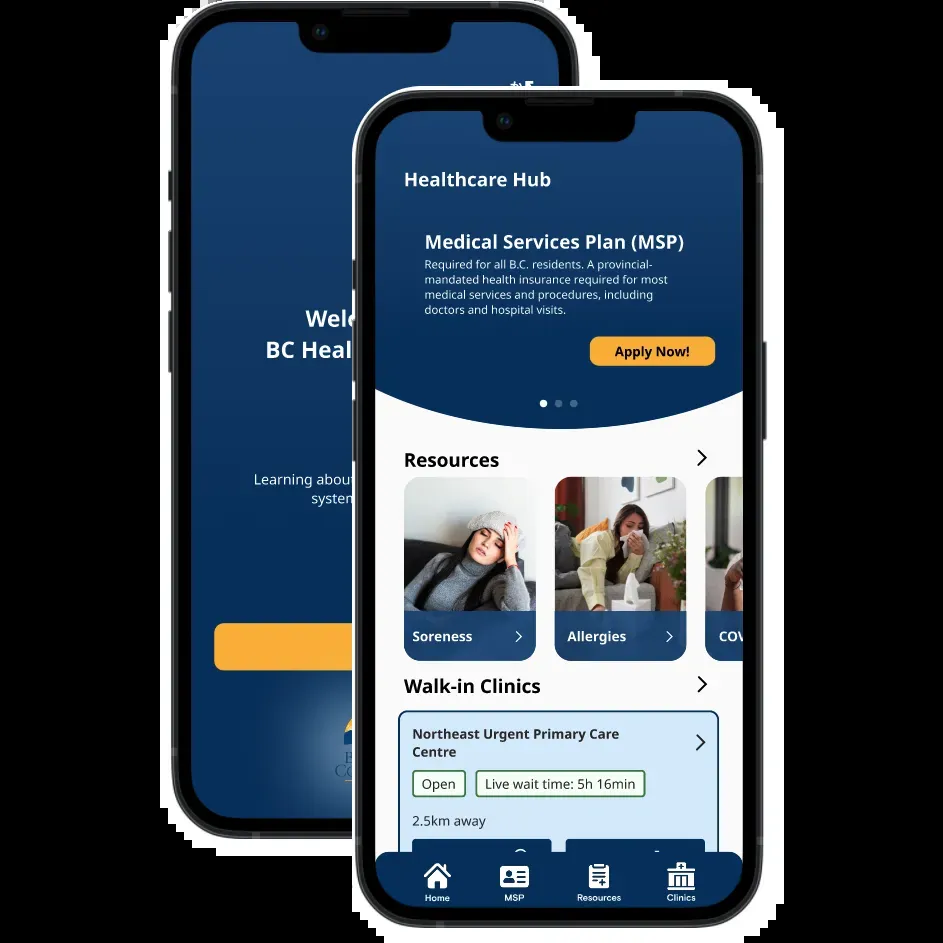 Welc
BC Heal
Learning about
system
Healthcare Hub
Medical Services Plan (MSP)
Required for all B.C. residents. A provincial-
mandated health insurance required for most
medical services and procedures, including
doctors and hospital visits.
Apply Now!
Resources
Soreness
Allergies
COV
Walk-in Clinics
Northeast Urgent Primary Care
Centre
Open
Live wait time: 5h 16min
2.5km away
Home
MSP
Resources
Clinics